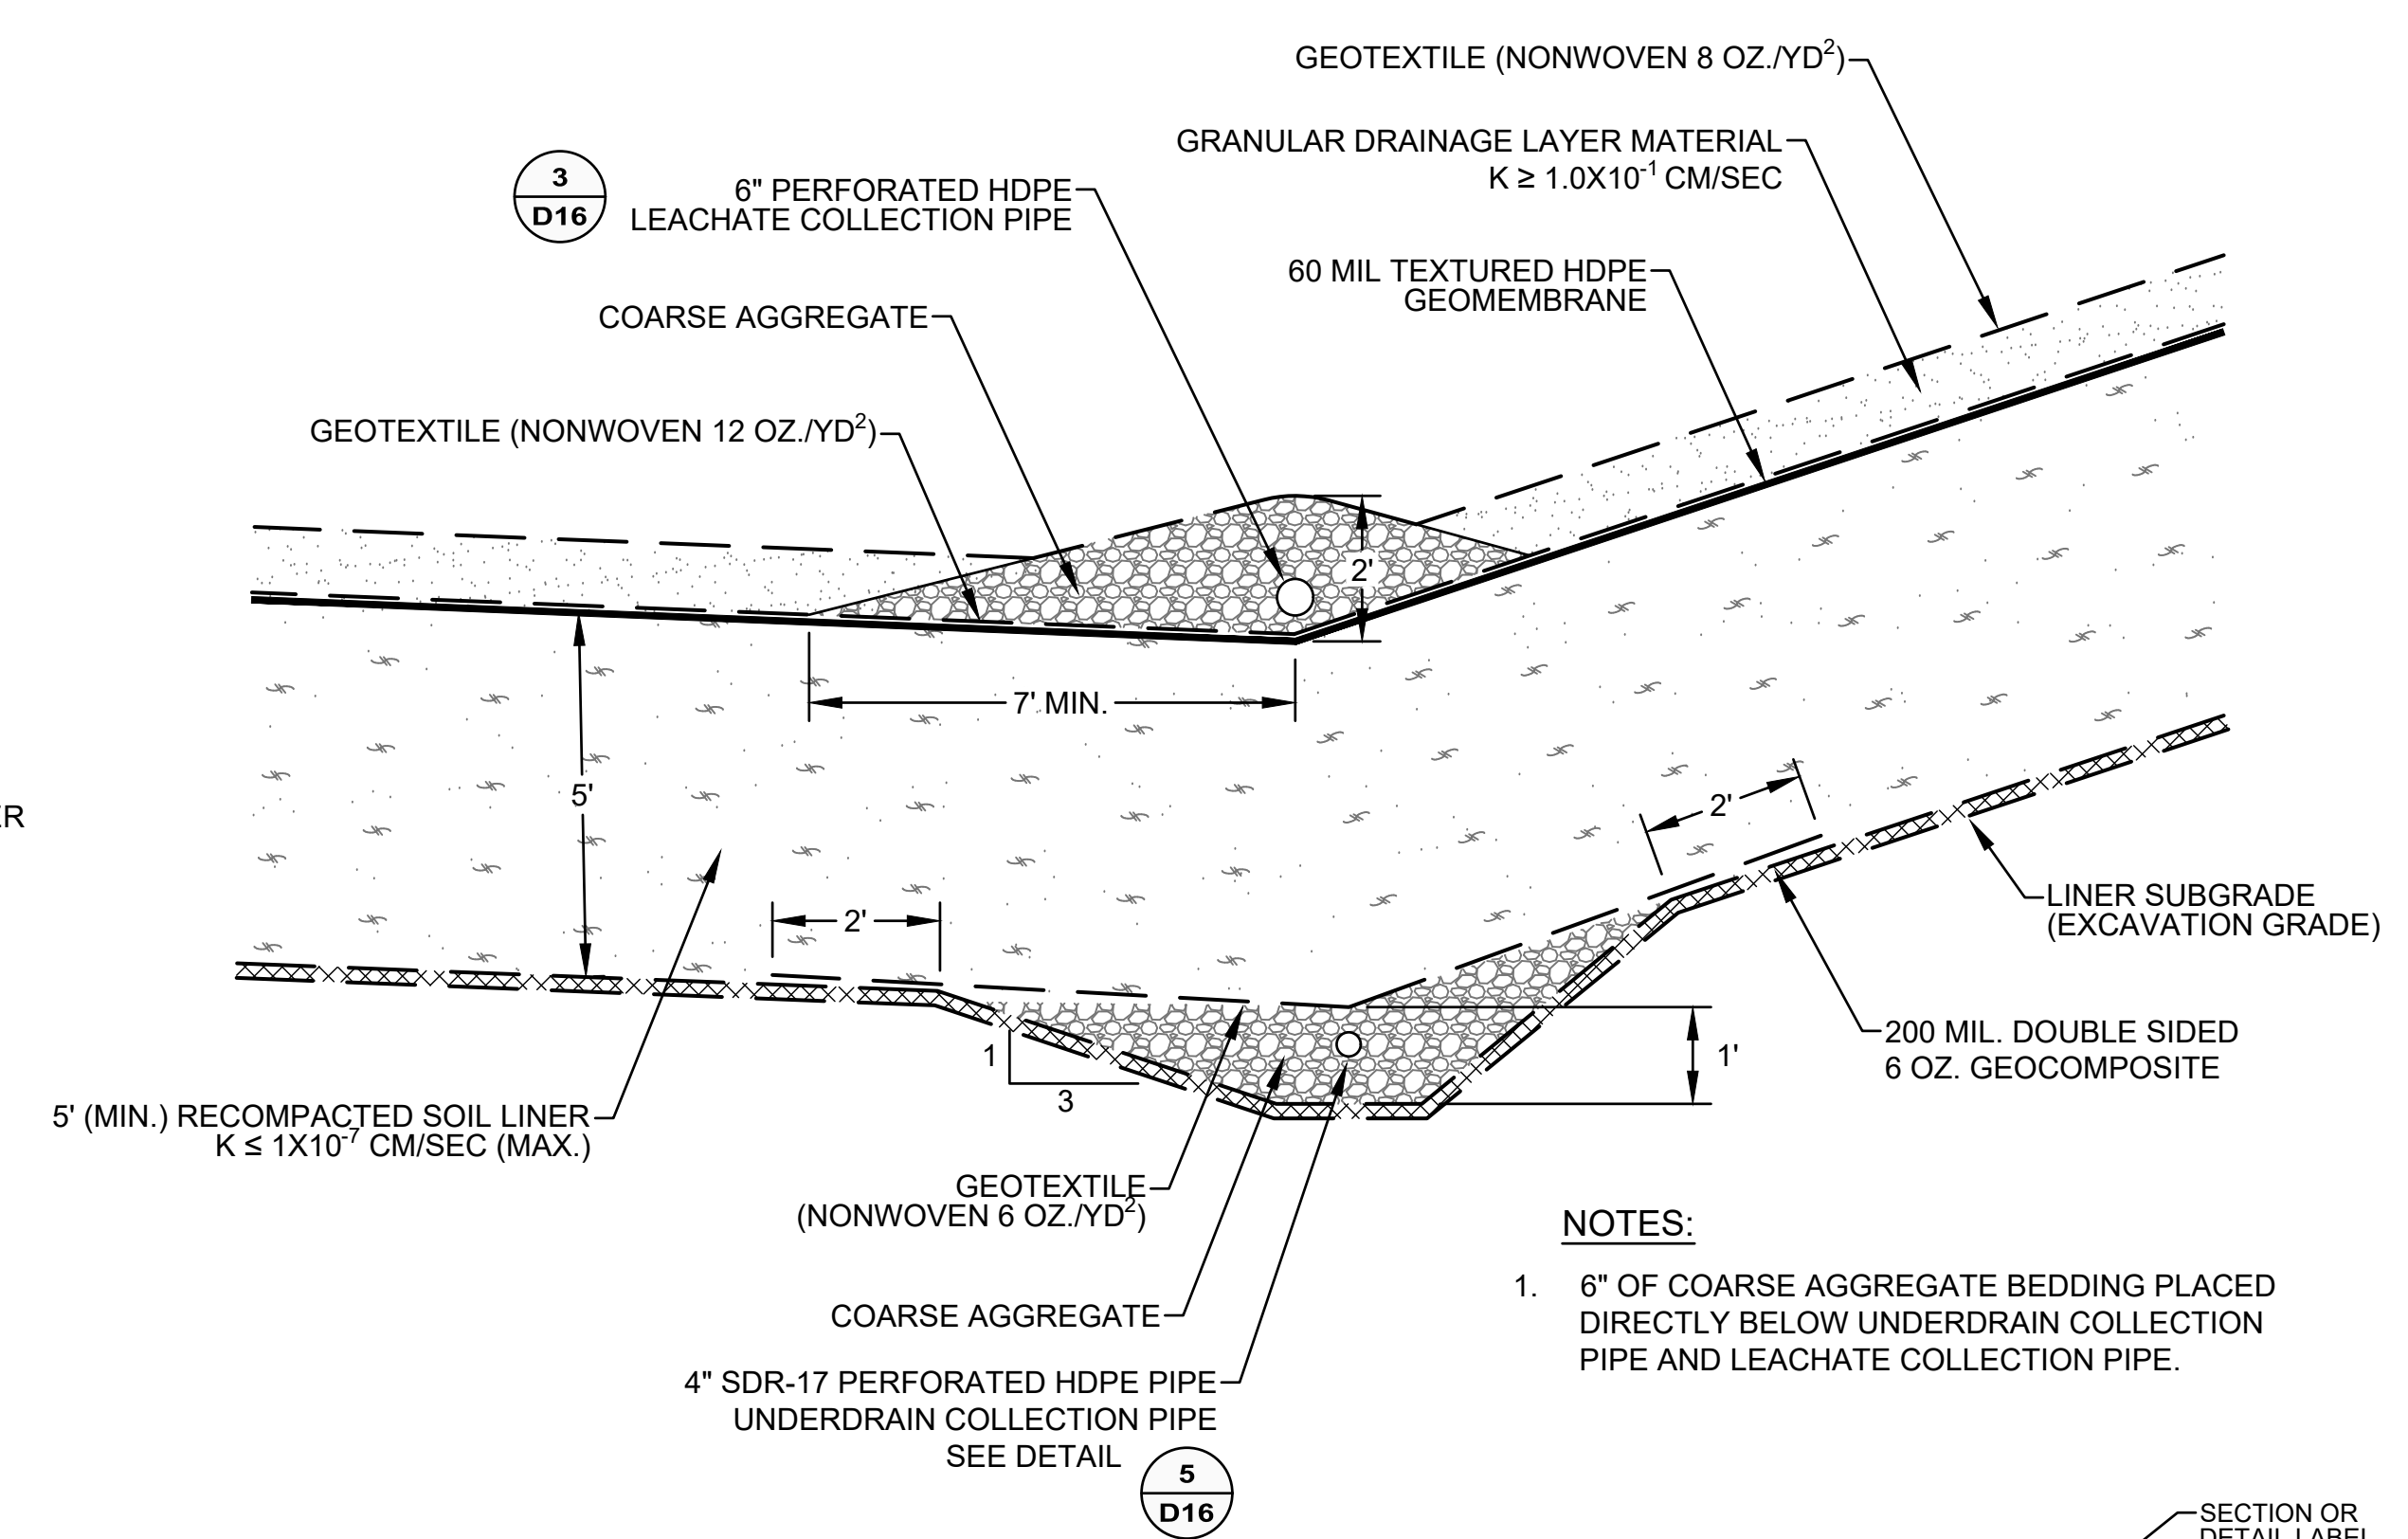 GEOTEXTILE (NONWOVEN 8 OZ./YD²)
GRANULAR DRAINAGE LAYER MATERIAL
K ≥ 1.0X10⁻¹ CM/SEC
3
D16
6" PERFORATED HDPE
LEACHATE COLLECTION PIPE
60 MIL TEXTURED HDPE
GEOMEMBRANE
COARSE AGGREGATE
GEOTEXTILE (NONWOVEN 12 OZ./YD²)
2'
7' MIN.
5'
2'
ER
LINER SUBGRADE
(EXCAVATION GRADE)
2'
200 MIL. DOUBLE SIDED
6 OZ. GEOCOMPOSITE
1'
1
3
5' (MIN.) RECOMPACTED SOIL LINER
K ≤ 1X10⁻⁷ CM/SEC (MAX.)
GEOTEXTILE
(NONWOVEN 6 OZ./YD²)
COARSE AGGREGATE
4" SDR-17 PERFORATED HDPE PIPE
UNDERDRAIN COLLECTION PIPE
SEE DETAIL
5
D16
NOTES:
1. 6" OF COARSE AGGREGATE BEDDING PLACED
DIRECTLY BELOW UNDERDRAIN COLLECTION
PIPE AND LEACHATE COLLECTION PIPE.
SECTION OR
DETAIL LABEL